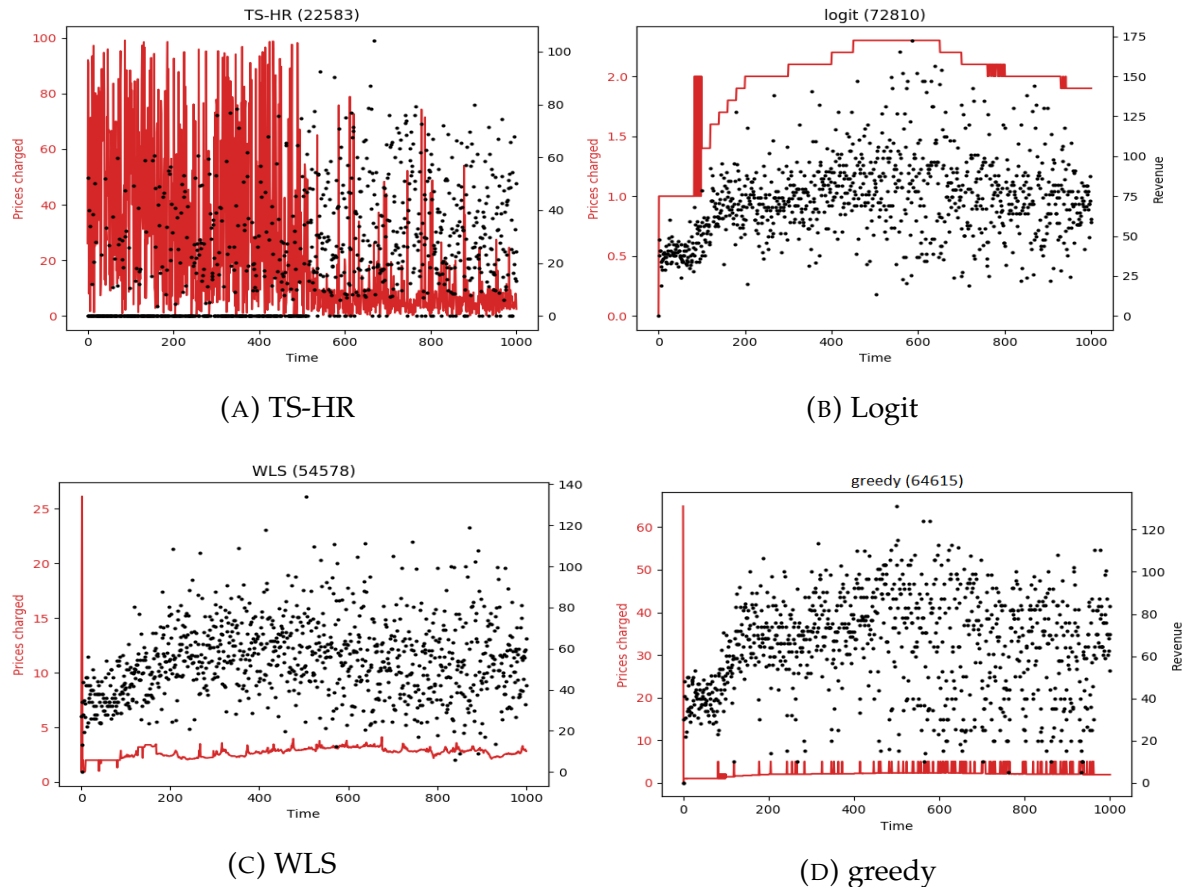 TS-HR (22583)
100
80
60
40
20
0
Prices charged
100
80
60
40
20
0
0 200 400 600 800 1000
Time
(A) TS-HR
logit (72810)
2.0
1.5
1.0
0.5
0.0
Prices charged
175
150
125
100
75
50
25
0
Revenue
0 200 400 600 800 1000
Time
(B) Logit
WLS (54578)
25
20
15
10
5
0
Prices charged
140
120
100
80
60
40
20
0
0 200 400 600 800 1000
Time
(C) WLS
greedy (64615)
60
50
40
30
20
10
0
Prices charged
120
100
80
60
40
20
0
Revenue
0 200 400 600 800 1000
Time
(D) greedy